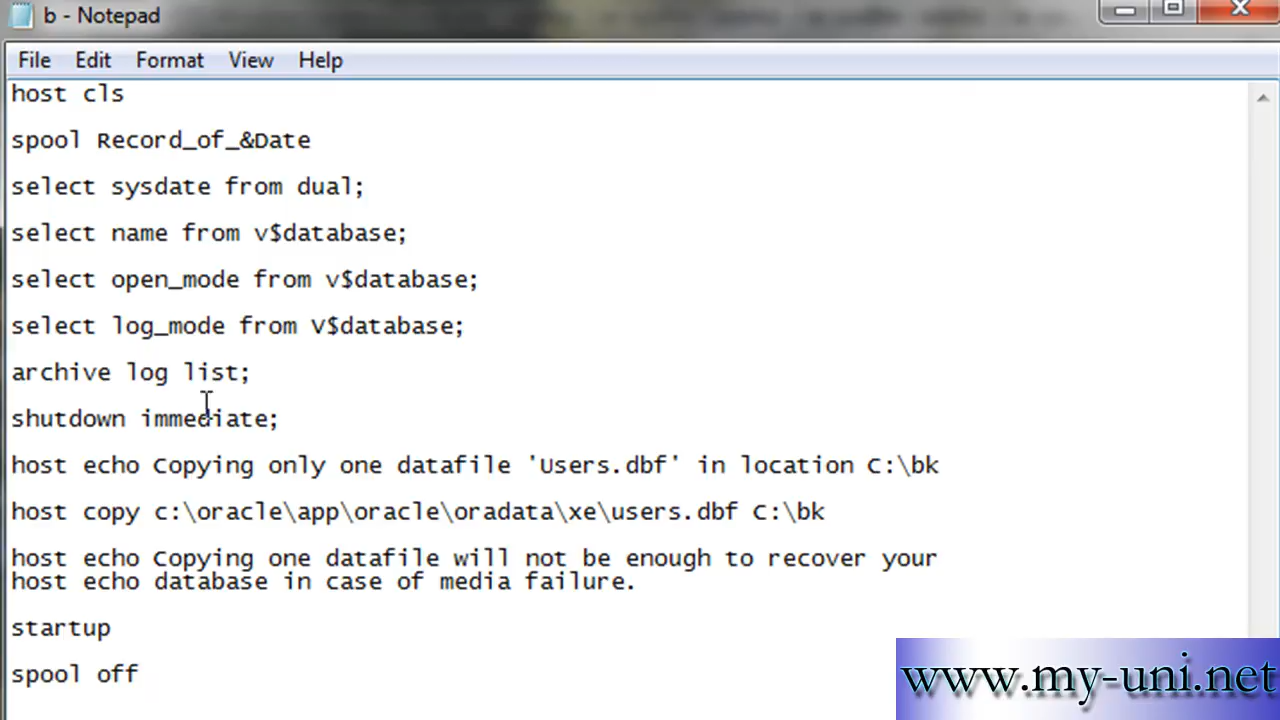 b - Notepad
File Edit Format View Help
host cls
spool Record_of_&Date
select sysdate from dual;
select name from v$database;
select open_mode from v$database;
select log_mode from V$database;
archive log list;
shutdown immediate;
host echo Copying only one datafile 'Users.dbf' in location C:\bk
host copy c:\oracle\app\oracle\oradata\xe\users.dbf C:\bk
host echo Copying one datafile will not be enough to recover your
host echo database in case of media failure.
startup
spool off
www.my-uni.net